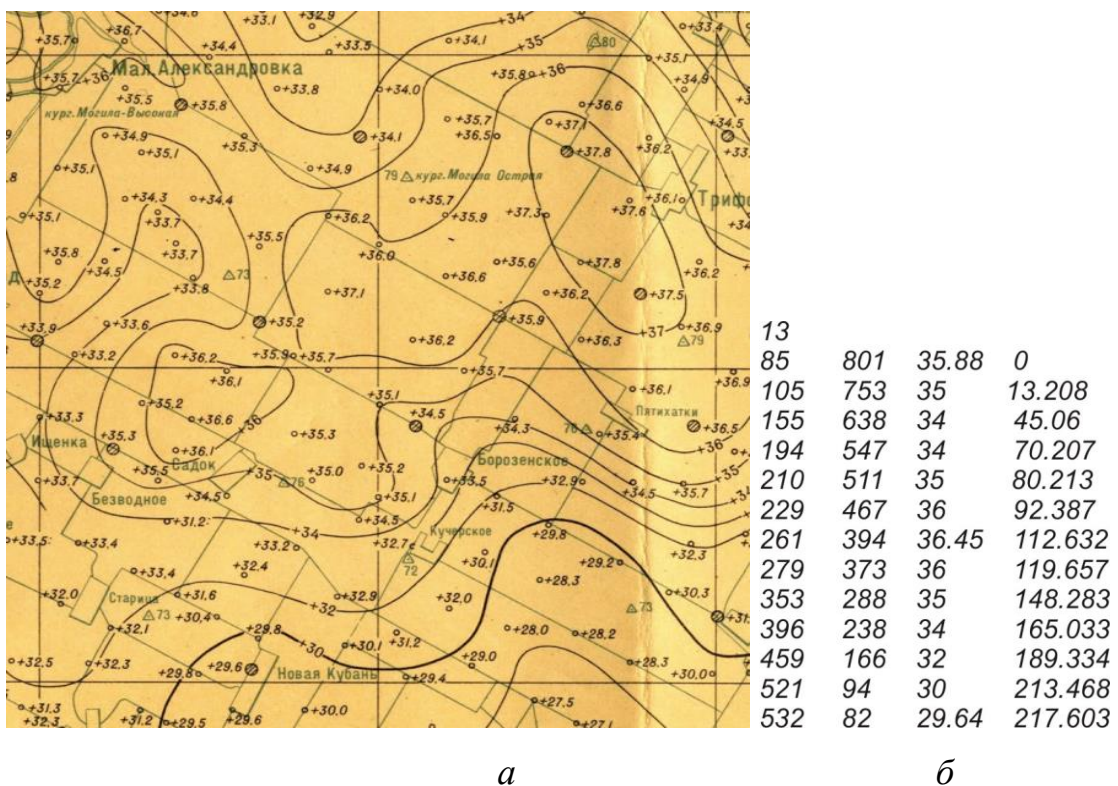 +36.7 +34.4 +33.1 +32.9 +34 +33.4
+35.7 +33.5 +34.1 +35 80 +35.1
Мал.Александровка
+35.7 +36 +35.8 +36 +34.9
+35.5 +35.8 +33.8 +34.0 +36.6
кург.Могила-Высокая
+34.9 +35.3 +34.1 +35.7 +36.5 +37.1 +34.5
+35.1 +36.2
+35.1 +34.9 +37.8
79 кург.Могила Острая
+34.3 +34.4 +35.7 +37.6 +36.1
+35.1 +33.7 +36.2 +35.9 +37.3
+35.8 +33.7 +35.5 +36.0
+34.5 +35.6 +37.8 +36.2
+35.2 +33.8 73 +37.1 +36.6 +36.2 +37.5
+33.9 +33.6 +35.2 +35.9 +37 +36.9
+36.2 +36.3 79
+33.2 +36.2 +35.9 +35.7
+36.1 +35.7 +36.1 +36.9
+35.2 +35.1 Пятихатки
+33.3 +36.6 +36 +34.5 +34.3 76 +35.4 +36.5
Ищенка +35.3 +35.3 +36
+36.1
Садок +35 +35.0 +35.2 Борозенское
+33.7 +35.5 76 +33.5 +32.9 +34.5 +35.7
Безводное +34.5 +35.1 +31.5
+31.2 +34.5
+33.5 +33.4 +33.2 +34 +32.7 Кучерское +29.8 +32.3
72 +30.1 +29.2
+33.4 +32.4 +28.3
+32.0 Старица +31.6 +32 +32.9 +32.0 +30.3
73 +30.4 73
+32.1 +29.8 +30 +30.1 +31.2 +28.0 +28.2
+32.5 +32.3 +29.8 +29.6 +29.0 +28.3 +30.0
Новая Кубань +29.4
+31.3 +27.5
+32.3 +31.2 +29.5 +29.6 +30.0 +27.1
13
85 801 35.88 0
105 753 35 13.208
155 638 34 45.06
194 547 34 70.207
210 511 35 80.213
229 467 36 92.387
261 394 36.45 112.632
279 373 36 119.657
353 288 35 148.283
396 238 34 165.033
459 166 32 189.334
521 94 30 213.468
532 82 29.64 217.603
а б